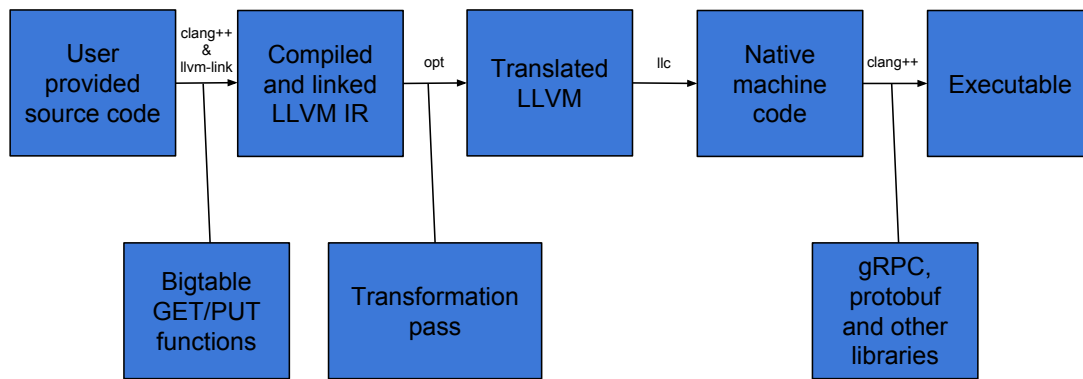 User
provided
source code
clang++
&
llvm-link
Compiled
and linked
LLVM IR
opt
Translated
LLVM
llc
Native
machine
code
clang++
Executable
Bigtable
GET/PUT
functions
Transformation
pass
gRPC,
protobuf
and other
libraries